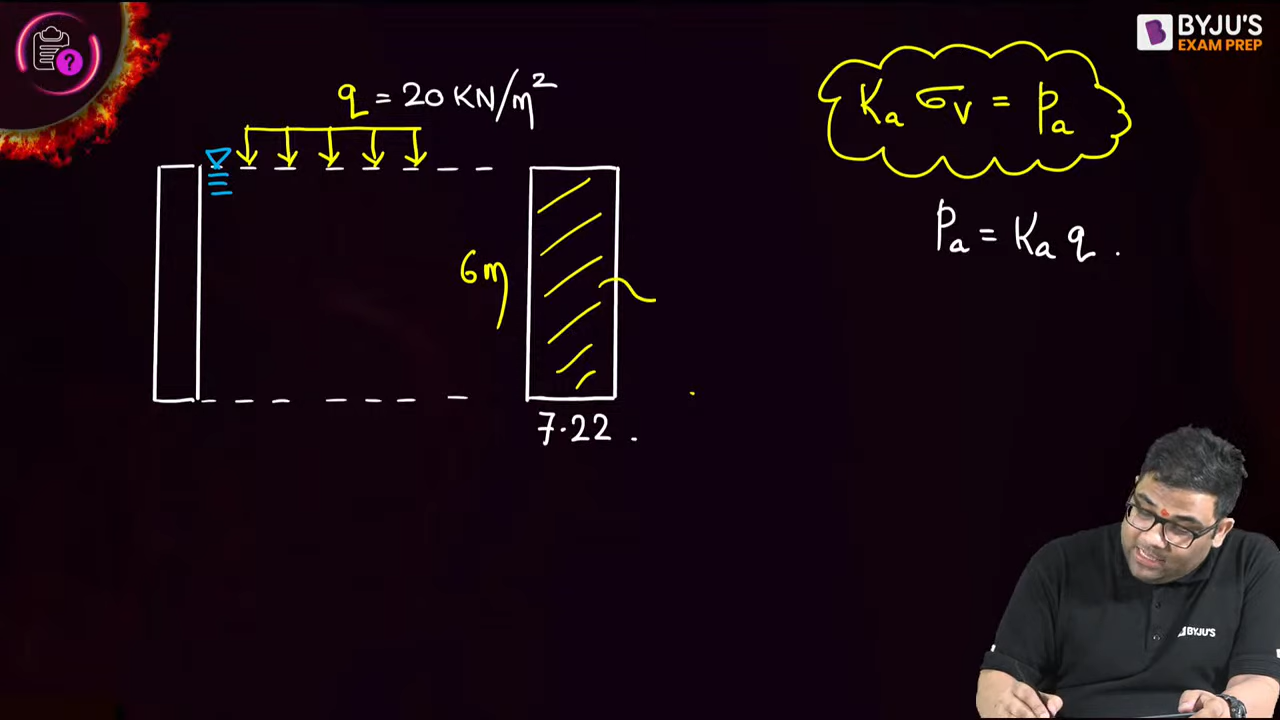 BYJU'S
EXAM PREP
?
q = 20 KN/m²
Kₐ σᵥ = Pₐ
Pₐ = Kₐ q .
6m
7.22 .
BYJU'S